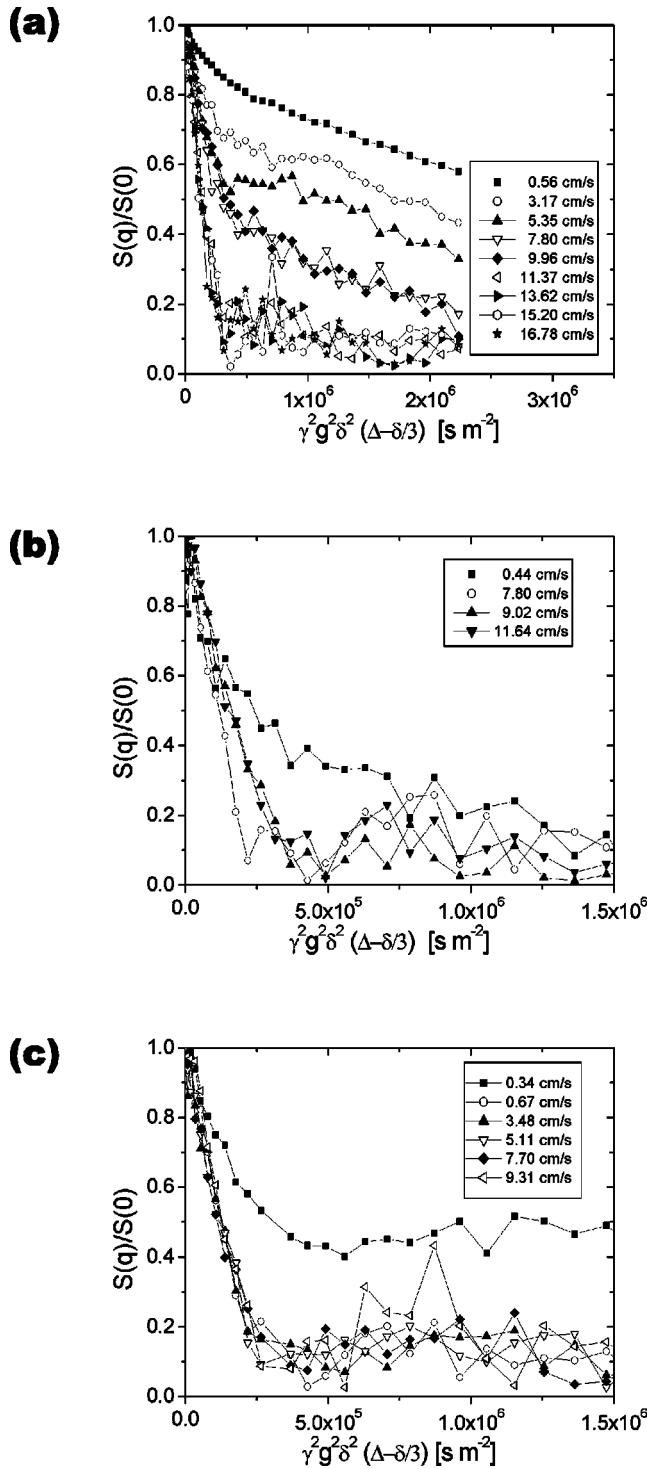 (a)
1.0
0.8
0.6
0.4
0.2
0.0
S(q)/S(0)
0.56 cm/s
3.17 cm/s
5.35 cm/s
7.80 cm/s
9.96 cm/s
11.37 cm/s
13.62 cm/s
15.20 cm/s
16.78 cm/s
0 1x10⁶ 2x10⁶ 3x10⁶
γ²g²δ² (Δ-δ/3) [s m⁻²]
(b)
1.0
0.8
0.6
0.4
0.2
0.0
S(q)/S(0)
0.44 cm/s
7.80 cm/s
9.02 cm/s
11.64 cm/s
0.0 5.0x10⁵ 1.0x10⁶ 1.5x10⁶
γ²g²δ² (Δ-δ/3) [s m⁻²]
(c)
1.0
0.8
0.6
0.4
0.2
0.0
S(q)/S(0)
0.34 cm/s
0.67 cm/s
3.48 cm/s
5.11 cm/s
7.70 cm/s
9.31 cm/s
0.0 5.0x10⁵ 1.0x10⁶ 1.5x10⁶
γ²g²δ² (Δ-δ/3) [s m⁻²]